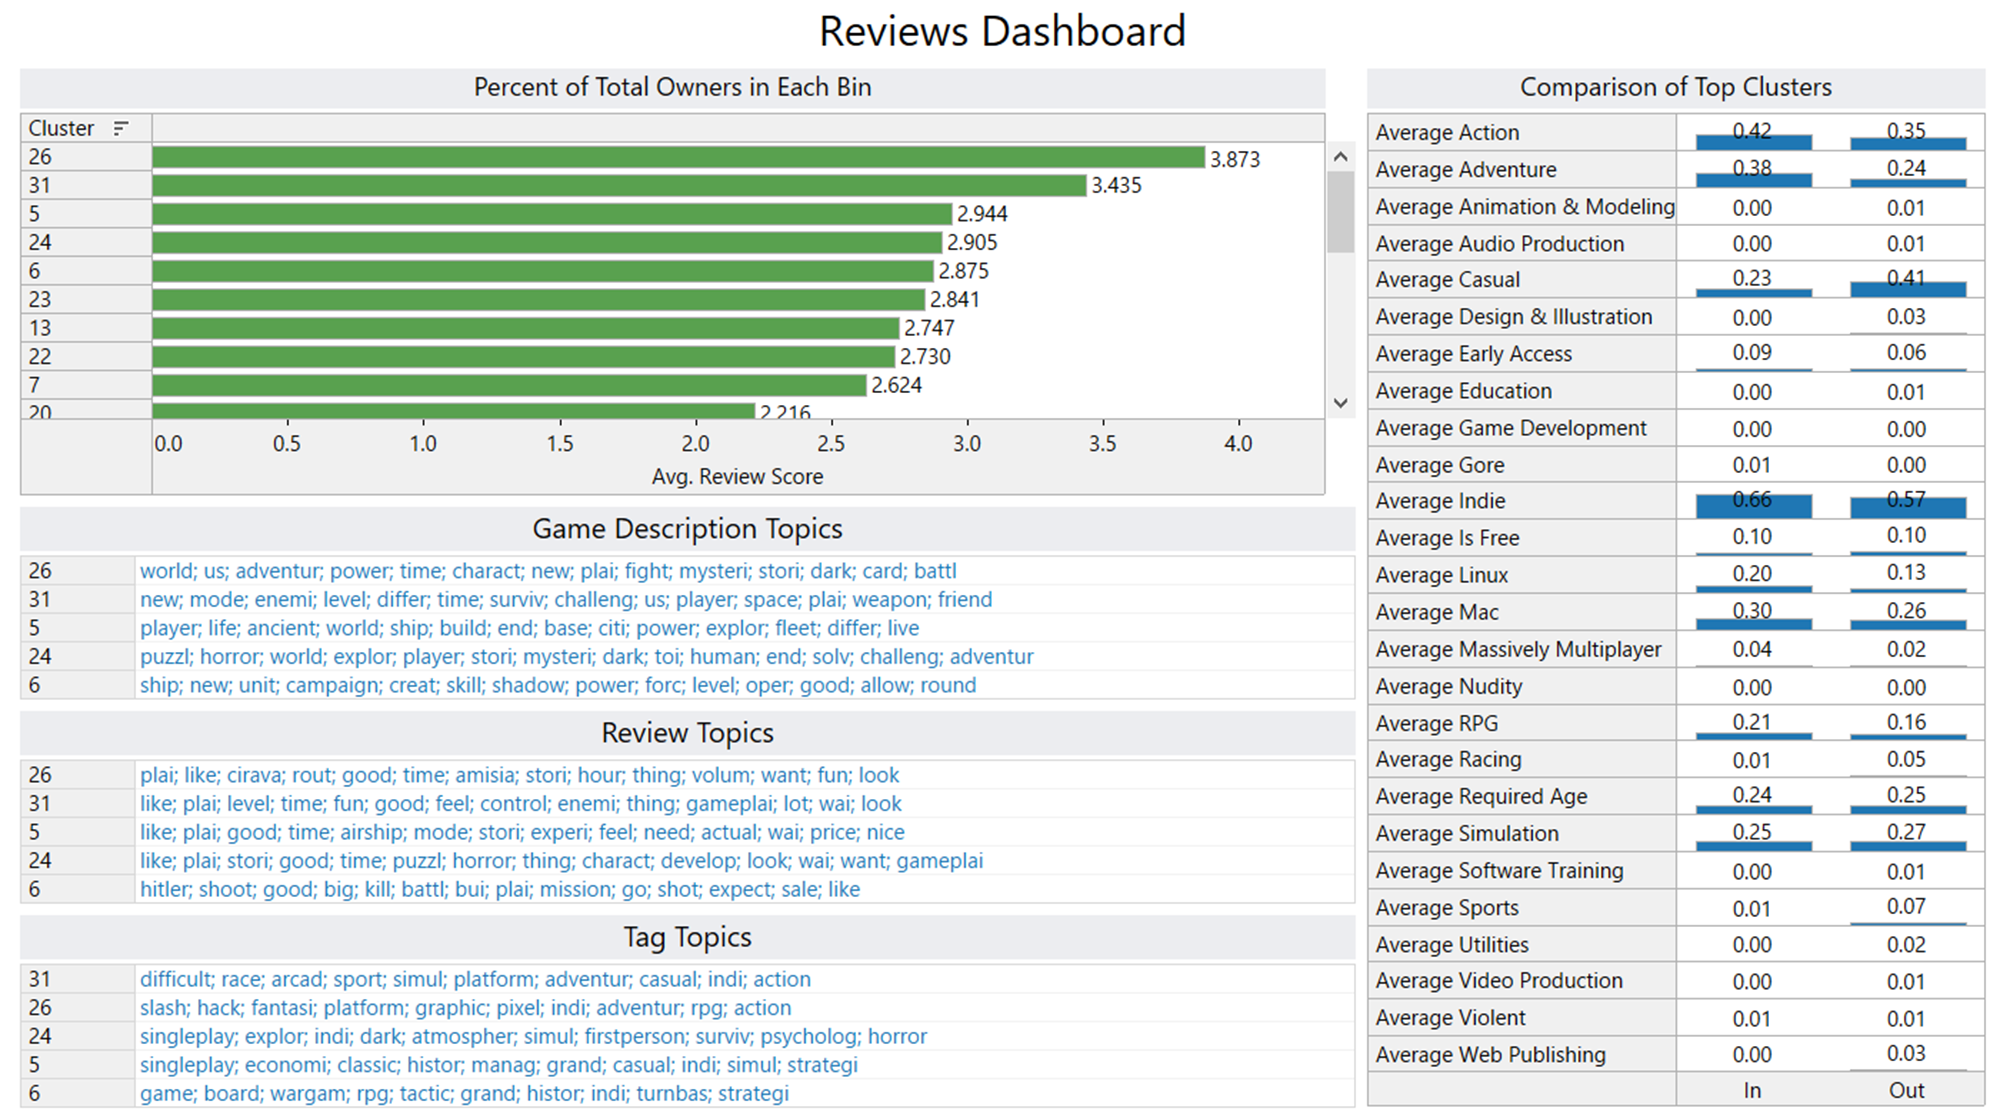 Reviews Dashboard
Percent of Total Owners in Each Bin
Cluster
26 3.873
31 3.435
5 2.944
24 2.905
6 2.875
23 2.841
13 2.747
22 2.730
7 2.624
20 2.216
0.0 0.5 1.0 1.5 2.0 2.5 3.0 3.5 4.0
Avg. Review Score
Game Description Topics
26 world; us; adventur; power; time; charact; new; plai; fight; mysteri; stori; dark; card; battl
31 new; mode; enemi; level; differ; time; surviv; challeng; us; player; space; plai; weapon; friend
5 player; life; ancient; world; ship; build; end; base; citi; power; explor; fleet; differ; live
24 puzzl; horror; world; explor; player; stori; mysteri; dark; toi; human; end; solv; challeng; adventur
6 ship; new; unit; campaign; creat; skill; shadow; power; forc; level; oper; good; allow; round
Review Topics
26 plai; like; cirava; rout; good; time; amisia; stori; hour; thing; volum; want; fun; look
31 like; plai; level; time; fun; good; feel; control; enemi; thing; gameplai; lot; wai; look
5 like; plai; good; time; airship; mode; stori; experi; feel; need; actual; wai; price; nice
24 like; plai; stori; good; time; puzzl; horror; thing; charact; develop; look; wai; want; gameplai
6 hitler; shoot; good; big; kill; battl; bui; plai; mission; go; shot; expect; sale; like
Tag Topics
31 difficult; race; arcad; sport; simul; platform; adventur; casual; indi; action
26 slash; hack; fantasi; platform; graphic; pixel; indi; adventur; rpg; action
24 singleplay; explor; indi; dark; atmospher; simul; firstperson; surviv; psycholog; horror
5 singleplay; economi; classic; histor; manag; grand; casual; indi; simul; strategi
6 game; board; wargam; rpg; tactic; grand; histor; indi; turnbas; strategi
Comparison of Top Clusters
Average Action 0.42 0.35
Average Adventure 0.38 0.24
Average Animation & Modeling 0.00 0.01
Average Audio Production 0.00 0.01
Average Casual 0.23 0.41
Average Design & Illustration 0.00 0.03
Average Early Access 0.09 0.06
Average Education 0.00 0.01
Average Game Development 0.00 0.00
Average Gore 0.01 0.00
Average Indie 0.66 0.57
Average Is Free 0.10 0.10
Average Linux 0.20 0.13
Average Mac 0.30 0.26
Average Massively Multiplayer 0.04 0.02
Average Nudity 0.00 0.00
Average RPG 0.21 0.16
Average Racing 0.01 0.05
Average Required Age 0.24 0.25
Average Simulation 0.25 0.27
Average Software Training 0.00 0.01
Average Sports 0.01 0.07
Average Utilities 0.00 0.02
Average Video Production 0.00 0.01
Average Violent 0.01 0.01
Average Web Publishing 0.00 0.03
In Out